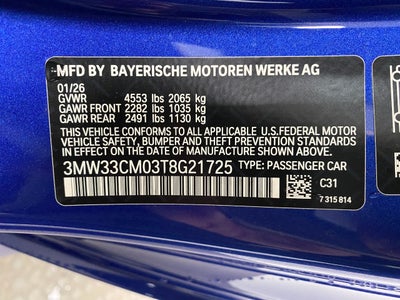 MFD BY BAYERISCHE MOTOREN WERKE AG
01/26
GVWR 4553 lbs 2065 kg
GAWR FRONT 2282 lbs 1035 kg
GAWR REAR 2491 lbs 1130 kg
THIS VEHICLE CONFORMS TO ALL APPLICABLE
U.S.FEDERAL MOTOR
VEHICLE SAFETY, BUMPER, AND THEFT PREVENTION STANDARDS
IN EFFECT ON THE DATE OF MANUFACTURE SHOWN ABOVE.
3MW33CM03T8G21725 TYPE: PASSENGER CAR
C31
7 315 814